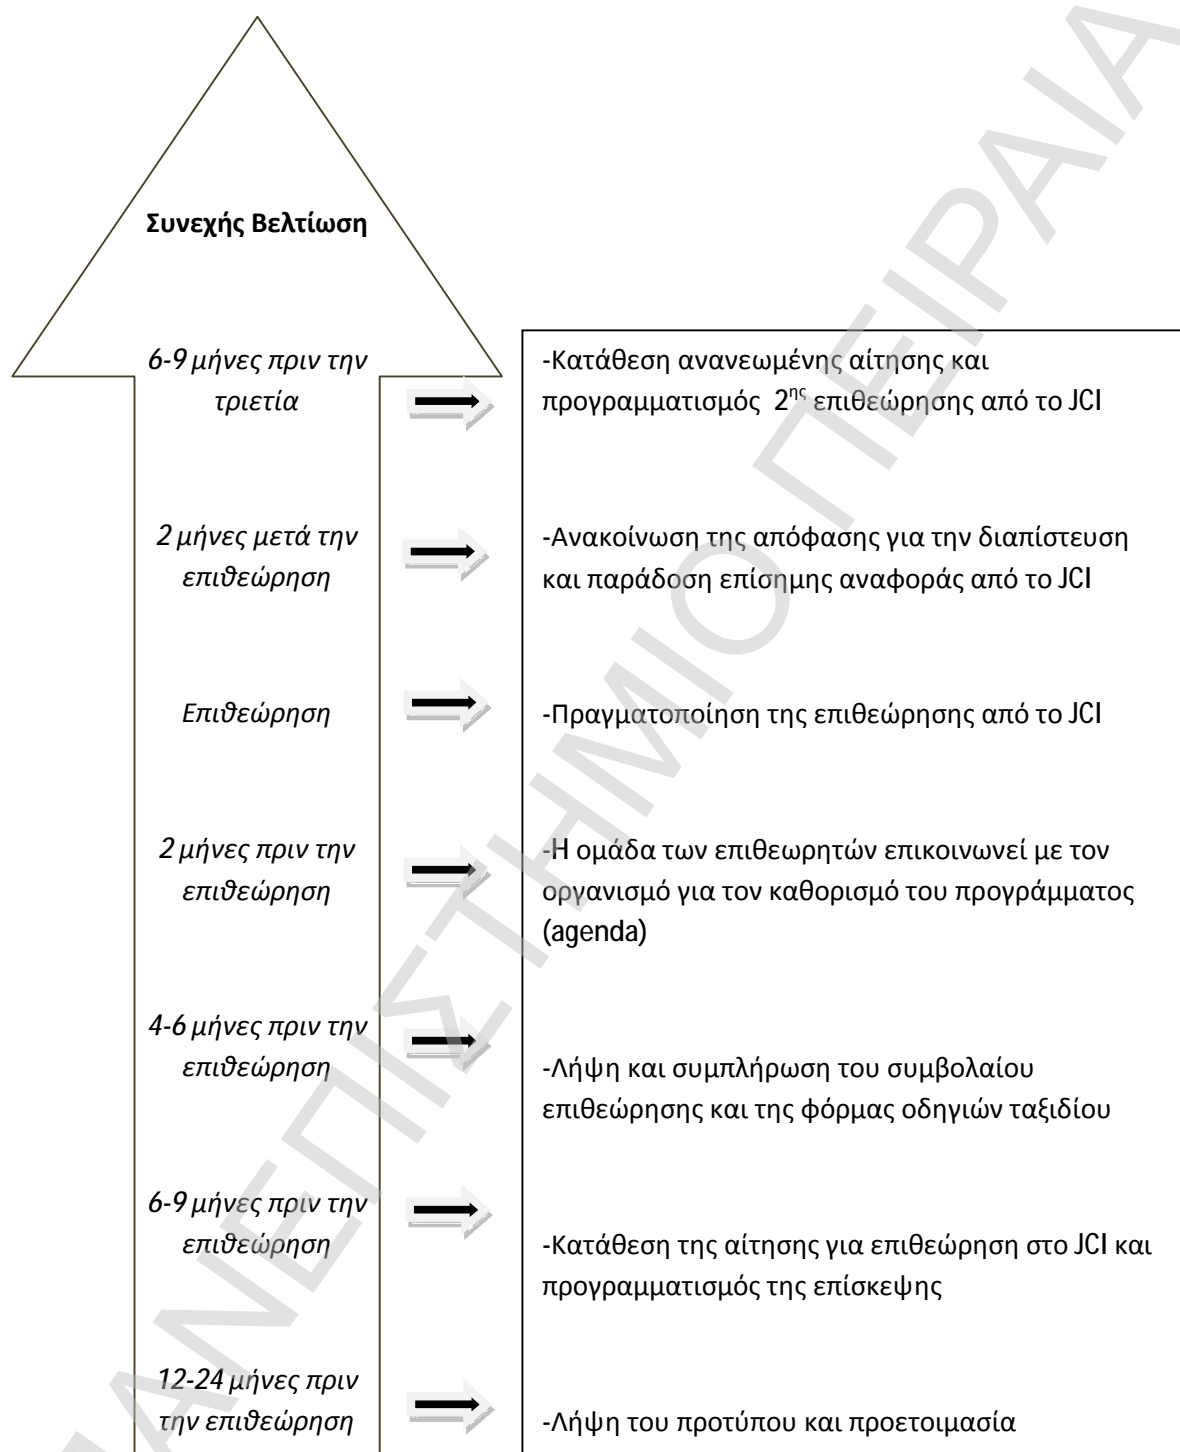 Συνεχής Βελτίωση
6-9 μήνες πριν την
τριετία
-Κατάθεση ανανεωμένης αίτησης και
προγραμματισμός 2ης επιθεώρησης από το JCI
2 μήνες μετά την
επιθεώρηση
-Ανακοίνωση της απόφασης για την διαπίστευση
και παράδοση επίσημης αναφοράς από το JCI
Επιθεώρηση
-Πραγματοποίηση της επιθεώρησης από το JCI
2 μήνες πριν την
επιθεώρηση
-Η ομάδα των επιθεωρητών επικοινωνεί με τον
οργανισμό για τον καθορισμό του προγράμματος
(agenda)
4-6 μήνες πριν την
επιθεώρηση
-Λήψη και συμπλήρωση του συμβολαίου
επιθεώρησης και της φόρμας οδηγιών ταξιδίου
6-9 μήνες πριν την
επιθεώρηση
-Κατάθεση της αίτησης για επιθεώρηση στο JCI και
προγραμματισμός της επίσκεψης
12-24 μήνες πριν
την επιθεώρηση
-Λήψη του προτύπου και προετοιμασία
ΠΑΝΕΠΙΣΤΗΜΙΟ ΠΕΙΡΑΙΑ